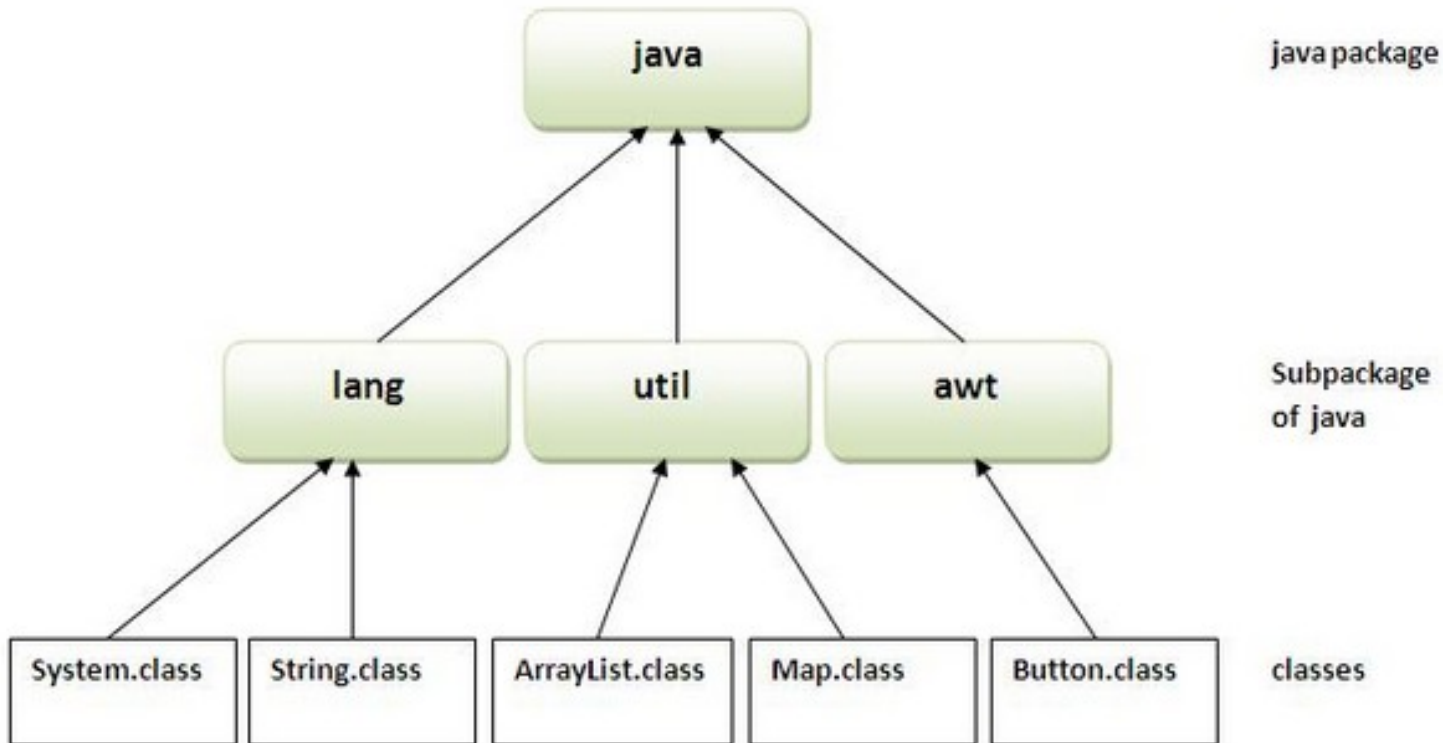 java
java package
lang
util
awt
Subpackage
of java
System.class
String.class
ArrayList.class
Map.class
Button.class
classes